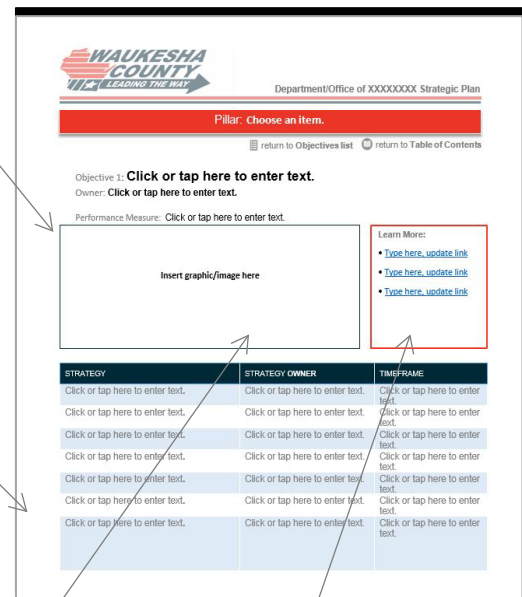 WAUKESHA
COUNTY
LEADING THE WAY
Department/Office of XXXXXXXX Strategic Plan
Pillar: Choose an item.
return to Objectives list return to Table of Contents
Objective 1: Click or tap here to enter text.
Owner: Click or tap here to enter text.
Performance Measure: Click or tap here to enter text.
Insert graphic/image here
Learn More:
• Type here, update link
• Type here, update link
• Type here, update link
STRATEGY STRATEGY OWNER TIMEFRAME
Click or tap here to enter text. Click or tap here to enter text. Click or tap here to enter
text.
Click or tap here to enter text. Click or tap here to enter text. Click or tap here to enter
text.
Click or tap here to enter text. Click or tap here to enter text. Click or tap here to enter
text.
Click or tap here to enter text. Click or tap here to enter text. Click or tap here to enter
text.
Click or tap here to enter text. Click or tap here to enter text. Click or tap here to enter
text.
Click or tap here to enter text. Click or tap here to enter text. Click or tap here to enter
text.
Click or tap here to enter text. Click or tap here to enter text. Click or tap here to enter
text.